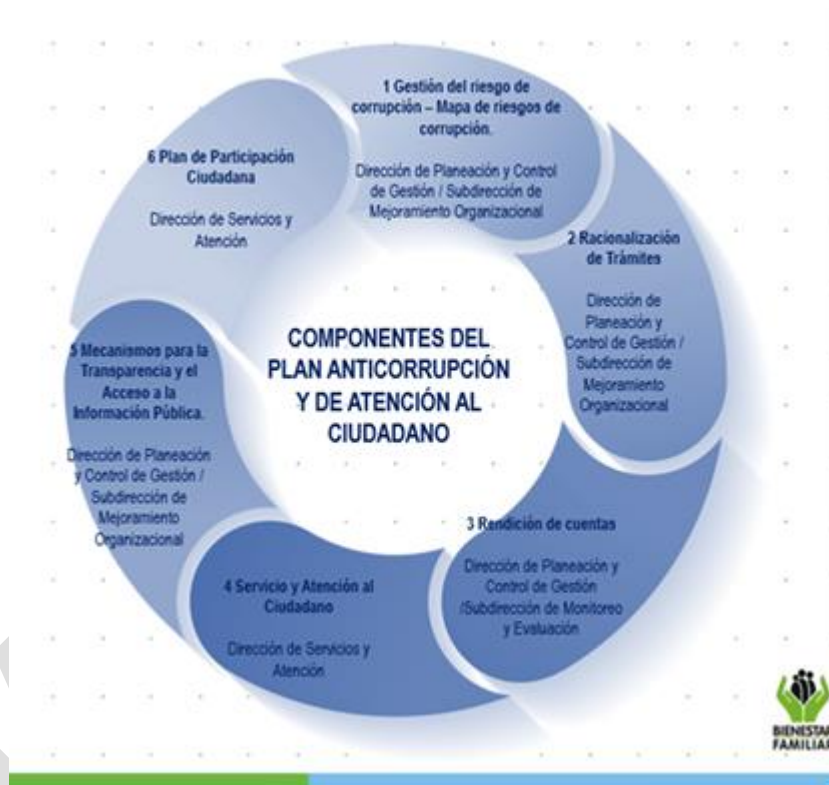 1 Gestión del riesgo de
corrupción – Mapa de riesgos de
corrupción.
Dirección de Planeación y Control
de Gestión / Subdirección de
Mejoramiento Organizacional
2 Racionalización
de Trámites
Dirección de
Planeación y
Control de Gestión /
Subdirección de
Mejoramiento
Organizacional
3 Rendición de cuentas
Dirección de Planeación y
Control de Gestión
/Subdirección de Monitoreo
y Evaluación
4 Servicio y Atención al
Ciudadano
Dirección de Servicios y
Atención
5 Mecanismos para la
Transparencia y el
Acceso a la
Información Pública.
Dirección de Planeación
y Control de Gestión /
Subdirección de
Mejoramiento
Organizacional
6 Plan de Participación
Ciudadana
Dirección de Servicios y
Atención
COMPONENTES DEL
PLAN ANTICORRUPCIÓN
Y DE ATENCIÓN AL
CIUDADANO
BIENESTAR
FAMILIAR